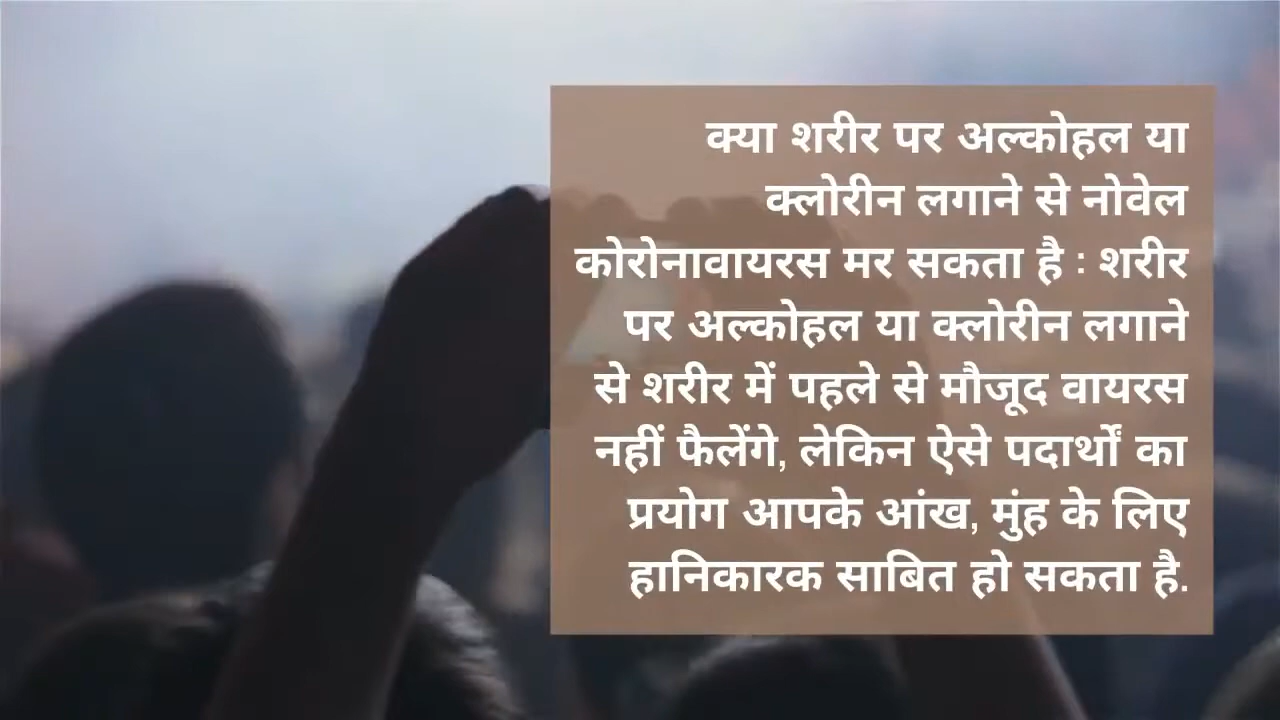 क्या शरीर पर अल्कोहल या
क्लोरीन लगाने से नोवेल
कोरोनावायरस मर सकता है : शरीर
पर अल्कोहल या क्लोरीन लगाने
से शरीर में पहले से मौजूद वायरस
नहीं फैलेंगे, लेकिन ऐसे पदार्थों का
प्रयोग आपके आंख, मुंह के लिए
हानिकारक साबित हो सकता है.